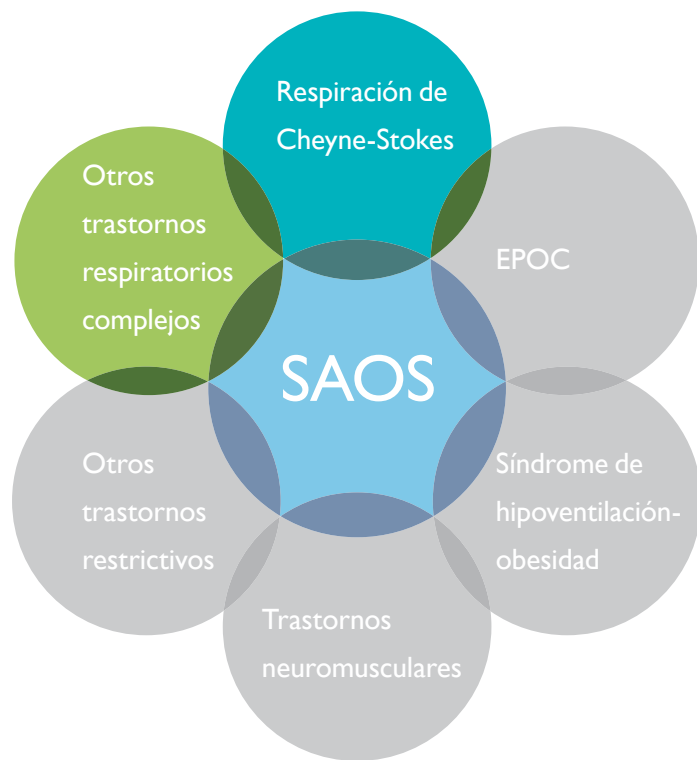 Respiración de
Cheyne-Stokes
Otros
trastornos
respiratorios
complejos
EPOC
SAOS
Otros
trastornos
restrictivos
Síndrome de
hipoventilación-
obesidad
Trastornos
neuromusculares